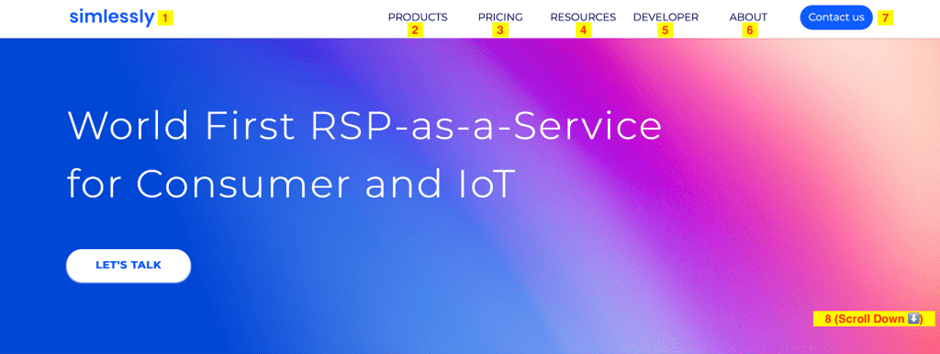 simlessly 1 PRODUCTS PRICING RESOURCES DEVELOPER ABOUT Contact us 7
2 3 4 5 6
World First RSP-as-a-Service
for Consumer and IoT
LET'S TALK
8 (Scroll Down ⬇️)